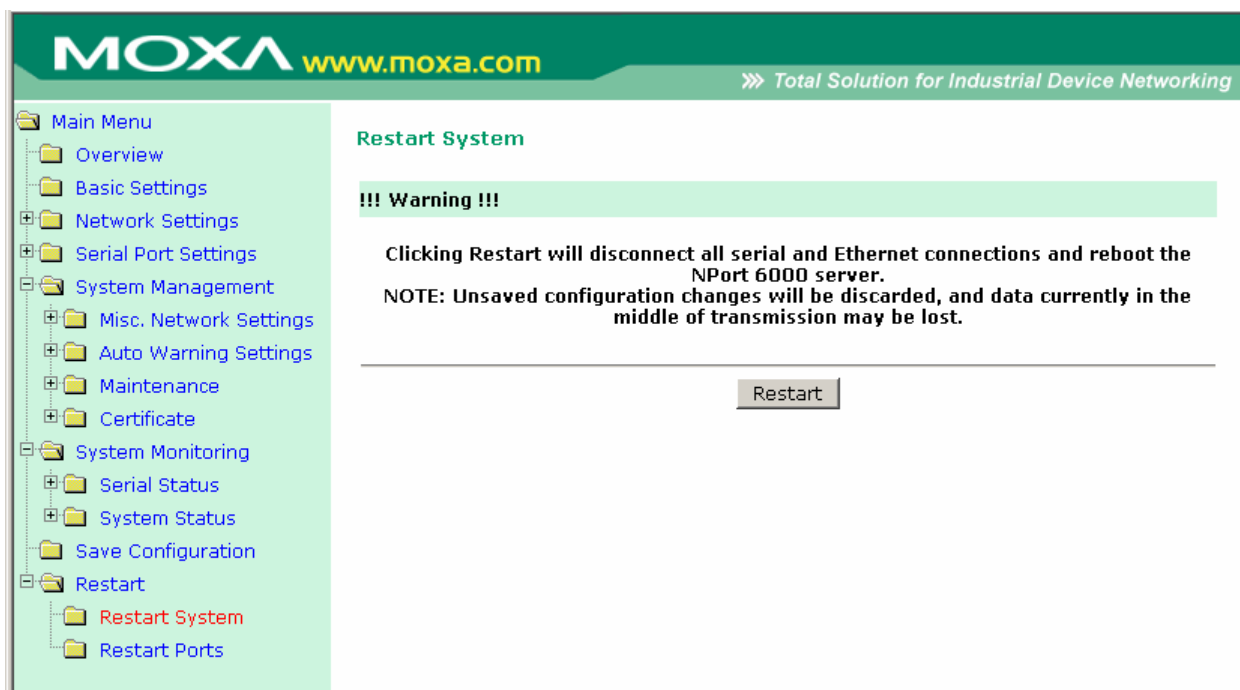 MOXA www.moxa.com
Total Solution for Industrial Device Networking
Main Menu
Overview
Basic Settings
Network Settings
Serial Port Settings
System Management
Misc. Network Settings
Auto Warning Settings
Maintenance
Certificate
System Monitoring
Serial Status
System Status
Save Configuration
Restart
Restart System
Restart Ports
Restart System
!!! Warning !!!
Clicking Restart will disconnect all serial and Ethernet connections and reboot the
NPort 6000 server.
NOTE: Unsaved configuration changes will be discarded, and data currently in the
middle of transmission may be lost.
Restart